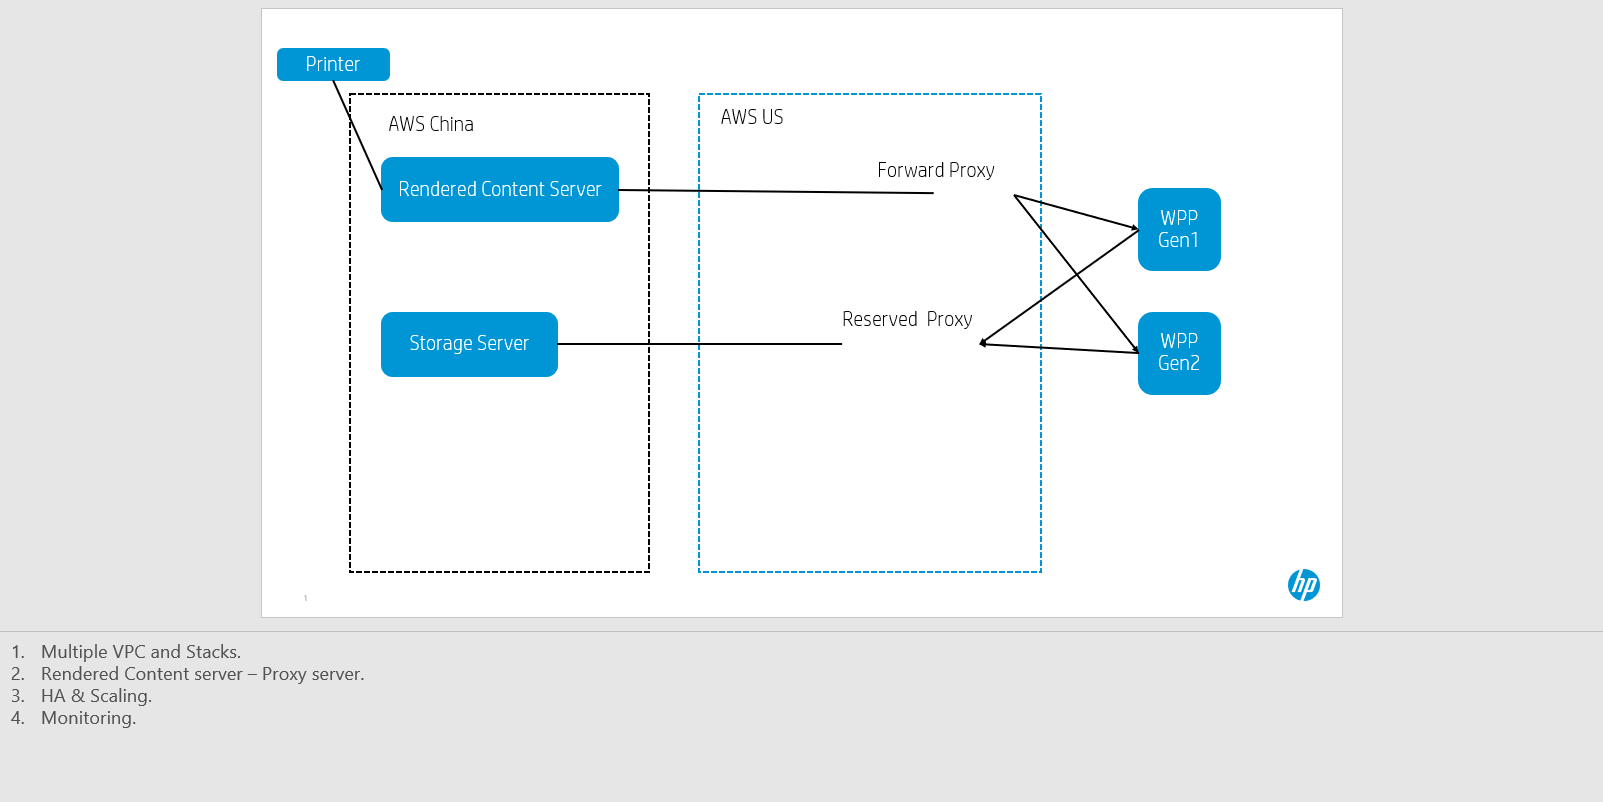 Printer
AWS China
AWS US
Forward Proxy
Rendered Content Server
WPP
Gen1
Reserved  Proxy
Storage Server
WPP
Gen2
hp
1
1. Multiple VPC and Stacks.
2. Rendered Content server – Proxy server.
3. HA & Scaling.
4. Monitoring.